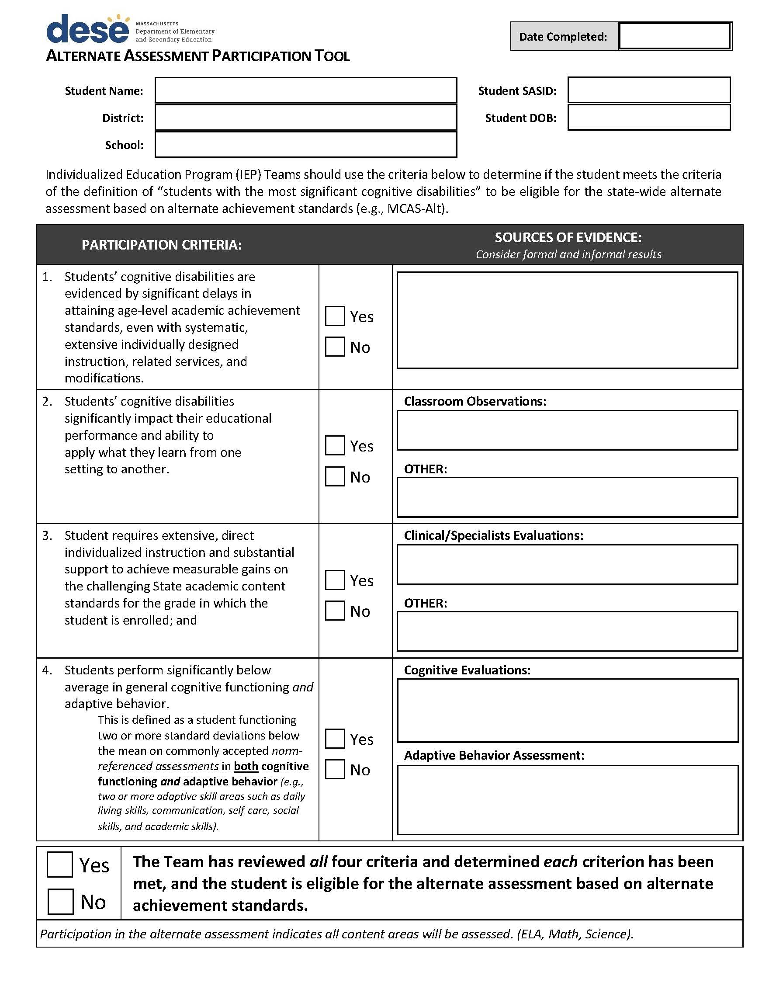 dese
MASSACHUSETTS
Department of Elementary
and Secondary Education
ALTERNATE ASSESSMENT PARTICIPATION TOOL
Date Completed:
Student Name:
Student SASID:
District:
Student DOB:
School:
Individualized Education Program (IEP) Teams should use the criteria below to determine if the student meets the criteria
of the definition of “students with the most significant cognitive disabilities” to be eligible for the state-wide alternate
assessment based on alternate achievement standards (e.g., MCAS-Alt).
PARTICIPATION CRITERIA:
SOURCES OF EVIDENCE:
Consider formal and informal results
1. Students’ cognitive disabilities are
evidenced by significant delays in
attaining age-level academic achievement
standards, even with systematic,
extensive individually designed
instruction, related services, and
modifications.
Yes
No
2. Students’ cognitive disabilities
significantly impact their educational
performance and ability to
apply what they learn from one
setting to another.
Yes
No
Classroom Observations:
OTHER:
3. Student requires extensive, direct
individualized instruction and substantial
support to achieve measurable gains on
the challenging State academic content
standards for the grade in which the
student is enrolled; and
Yes
No
Clinical/Specialists Evaluations:
OTHER:
4. Students perform significantly below
average in general cognitive functioning and
adaptive behavior.
This is defined as a student functioning
two or more standard deviations below
the mean on commonly accepted norm-
referenced assessments in both cognitive
functioning and adaptive behavior (e.g.,
two or more adaptive skill areas such as daily
living skills, communication, self-care, social
skills, and academic skills).
Yes
No
Cognitive Evaluations:
Adaptive Behavior Assessment:
Yes
No
The Team has reviewed all four criteria and determined each criterion has been
met, and the student is eligible for the alternate assessment based on alternate
achievement standards.
Participation in the alternate assessment indicates all content areas will be assessed. (ELA, Math, Science).